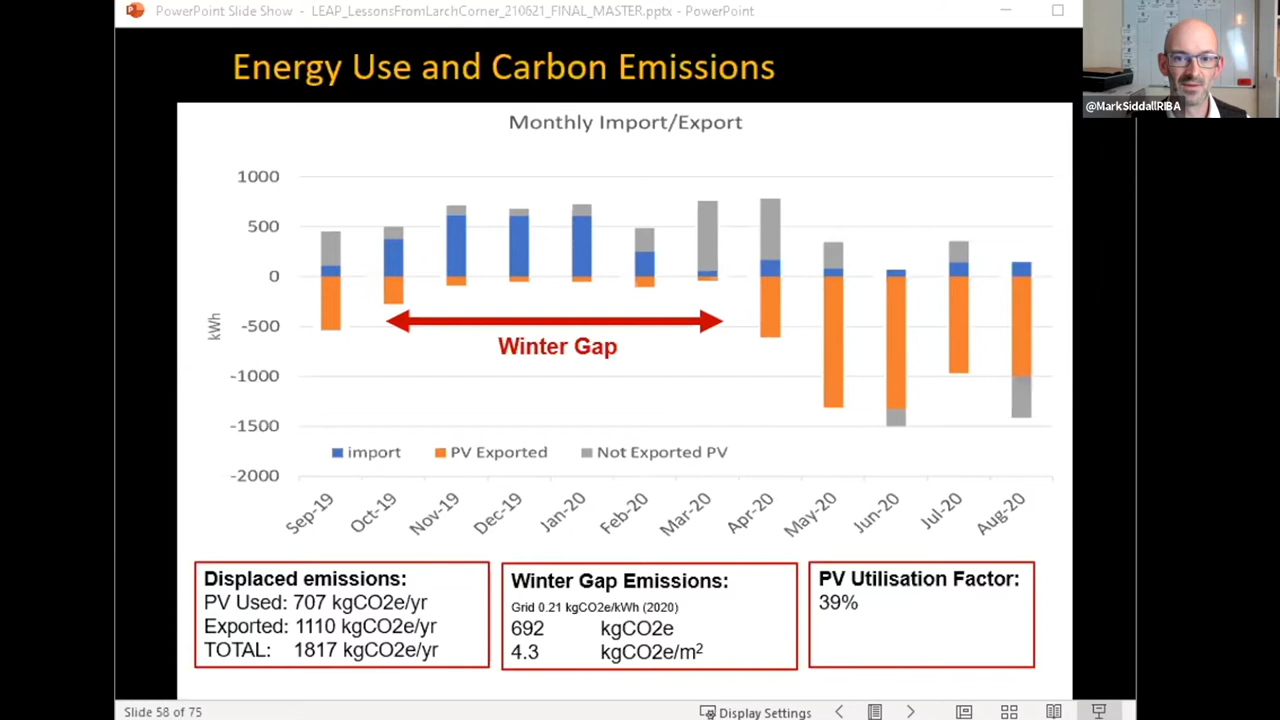 PowerPoint Slide Show - LEAP_LessonsFromLarchCorner_210621_FINAL_MASTER.pptx - PowerPoint
@MarkSiddallRIBA
Energy Use and Carbon Emissions
Monthly Import/Export
1000
500
0
-500
-1000
-1500
-2000
kWh
Winter Gap
import
PV Exported
Not Exported PV
Sep-19
Oct-19
Nov-19
Dec-19
Jan-20
Feb-20
Mar-20
Apr-20
May-20
Jun-20
Jul-20
Aug-20
Displaced emissions:
PV Used: 707 kgCO2e/yr
Exported: 1110 kgCO2e/yr
TOTAL: 1817 kgCO2e/yr
Winter Gap Emissions:
Grid 0.21 kgCO2e/kWh (2020)
692 kgCO2e
4.3 kgCO2e/m²
PV Utilisation Factor:
39%
Slide 58 of 75
Display Settings